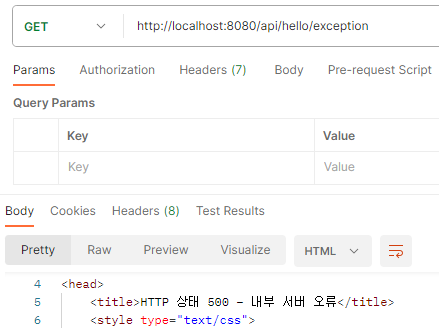 GET http://localhost:8080/api/hello/exception
Params Authorization Headers (7) Body Pre-request Script
Query Params
Key Value
Key Value
Body Cookies Headers (8) Test Results
Pretty Raw Preview Visualize HTML
4 <head>
5 <title>HTTP 상태 500 – 내부 서버 오류</title>
6 <style type="text/css">